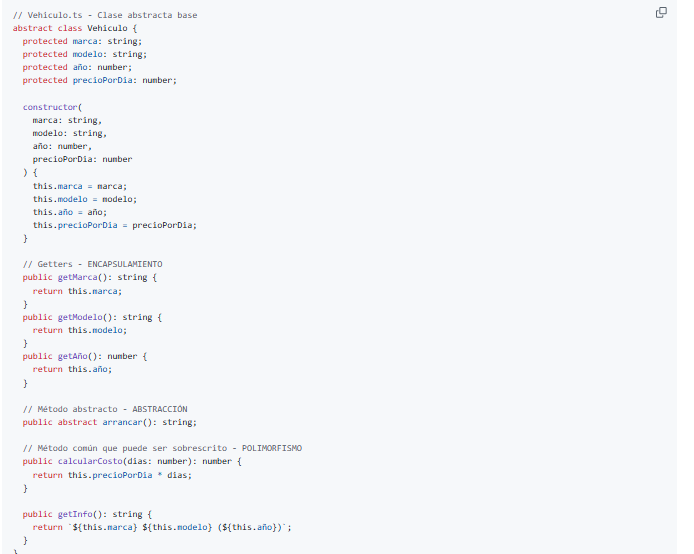 // Vehiculo.ts - Clase abstracta base
abstract class Vehiculo {
  protected marca: string;
  protected modelo: string;
  protected año: number;
  protected precioPorDia: number;

  constructor(
    marca: string,
    modelo: string,
    año: number,
    precioPorDia: number
  ) {
    this.marca = marca;
    this.modelo = modelo;
    this.año = año;
    this.precioPorDia = precioPorDia;
  }

  // Getters - ENCAPSULAMIENTO
  public getMarca(): string {
    return this.marca;
  }
  public getModelo(): string {
    return this.modelo;
  }
  public getAño(): number {
    return this.año;
  }

  // Método abstracto - ABSTRACCIÓN
  public abstract arrancar(): string;

  // Método común que puede ser sobrescrito - POLIMORFISMO
  public calcularCosto(dias: number): number {
    return this.precioPorDia * dias;
  }

  public getInfo(): string {
    return `${this.marca} ${this.modelo} (${this.año})`;
  }
}